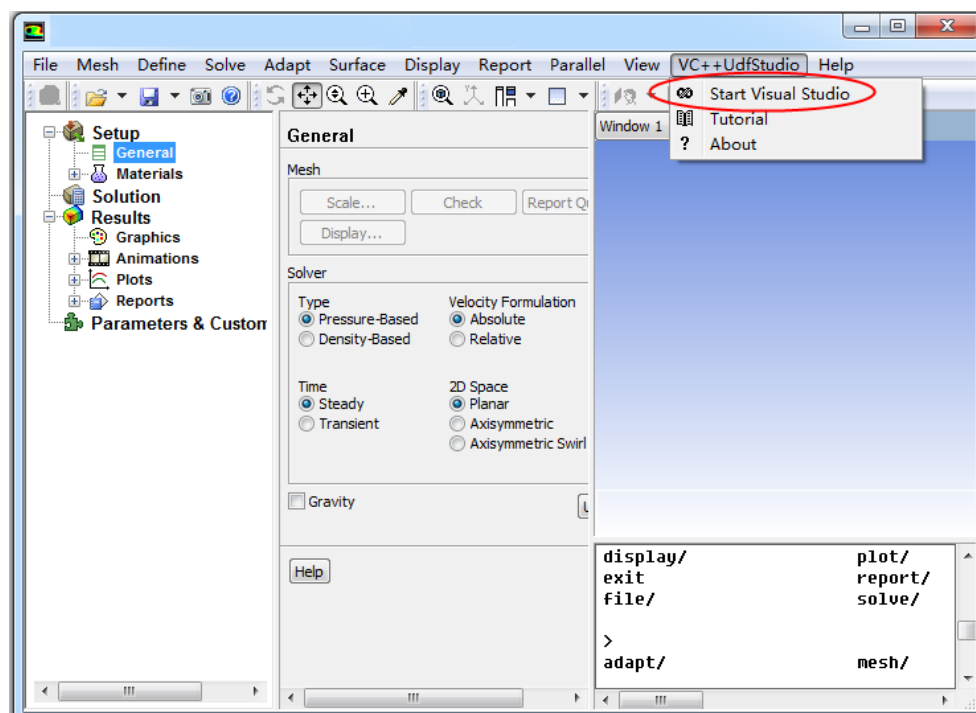 File Mesh Define Solve Adapt Surface Display Report Parallel View VC++UdfStudio Help
Start Visual Studio
Tutorial
? About
Setup
General
Materials
Solution
Results
Graphics
Animations
Plots
Reports
Parameters & Custom
General
Mesh
Scale... Check Report Qu
Display...
Solver
Type Velocity Formulation
Pressure-Based Absolute
Density-Based Relative
Time 2D Space
Steady Planar
Transient Axisymmetric
Axisymmetric Swirl
Gravity
Help
Window 1
display/ plot/
exit report/
file/ solve/
>
adapt/ mesh/